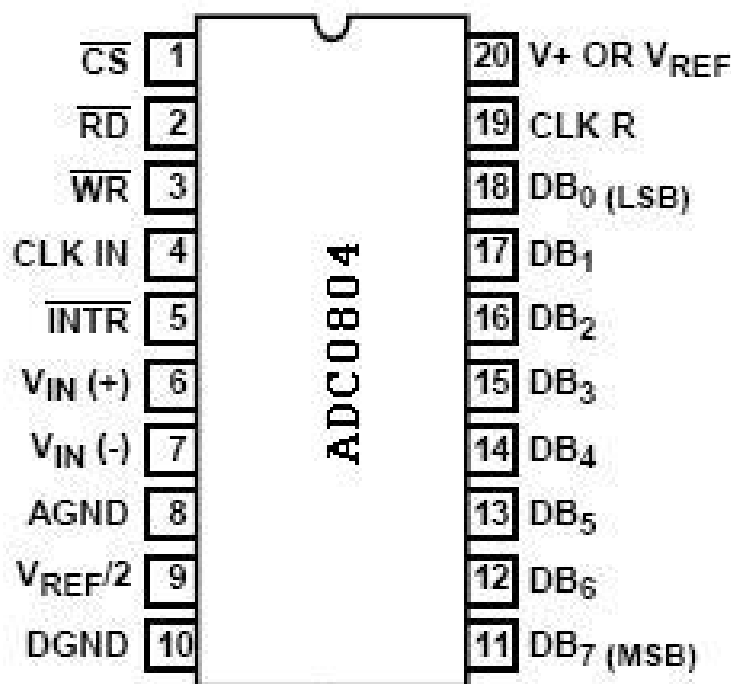 CS 1 20 V+ OR VREF
RD 2 19 CLK R
WR 3 18 DB0 (LSB)
CLK IN 4 17 DB1
INTR 5 16 DB2
VIN (+) 6 15 DB3
VIN (-) 7 14 DB4
AGND 8 13 DB5
VREF/2 9 12 DB6
DGND 10 11 DB7 (MSB)
ADC0804